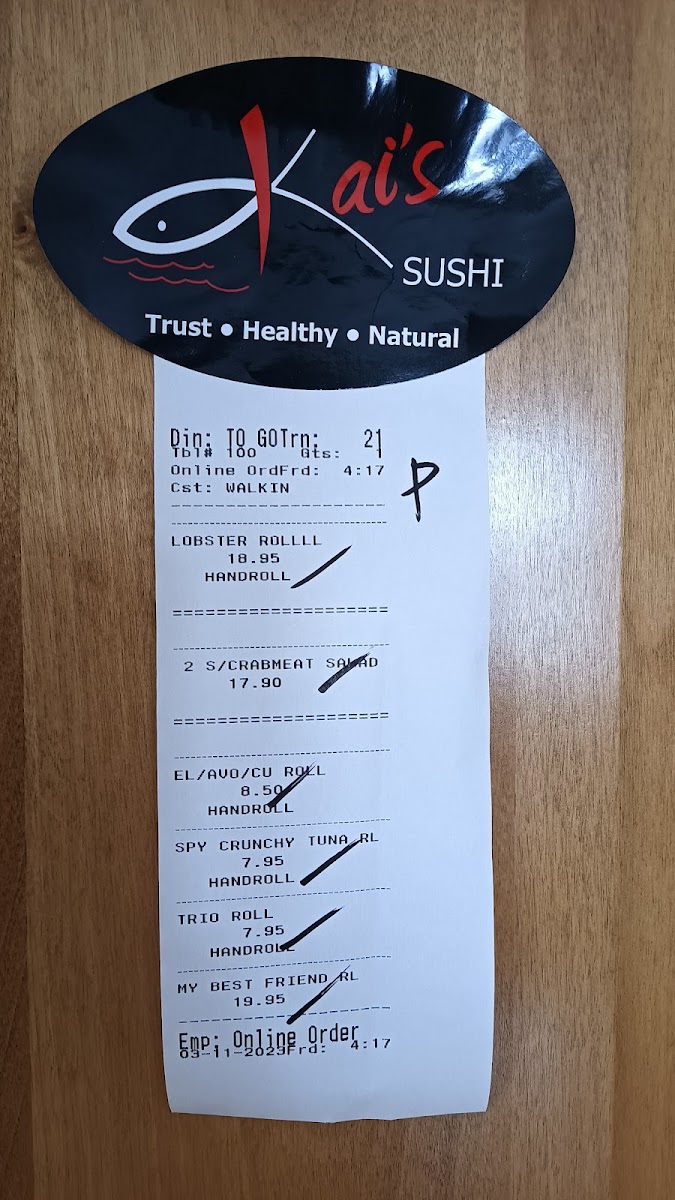 Kai's
SUSHI
Trust • Healthy • Natural
Din: TO GOTrn: 21
Tbl# 100 Gts: 1
Online OrdFrd: 4:17
Cst: WALKIN
P
LOBSTER ROLLLL
18.95
HANDROLL
2 S/CRABMEAT SALAD
17.90
EL/AVO/CU ROLL
8.50
HANDROLL
SPY CRUNCHY TUNA RL
7.95
HANDROLL
TRIO ROLL
7.95
HANDROLL
MY BEST FRIEND RL
19.95
Emp: Online Order
03-11-2023Frd: 4:17